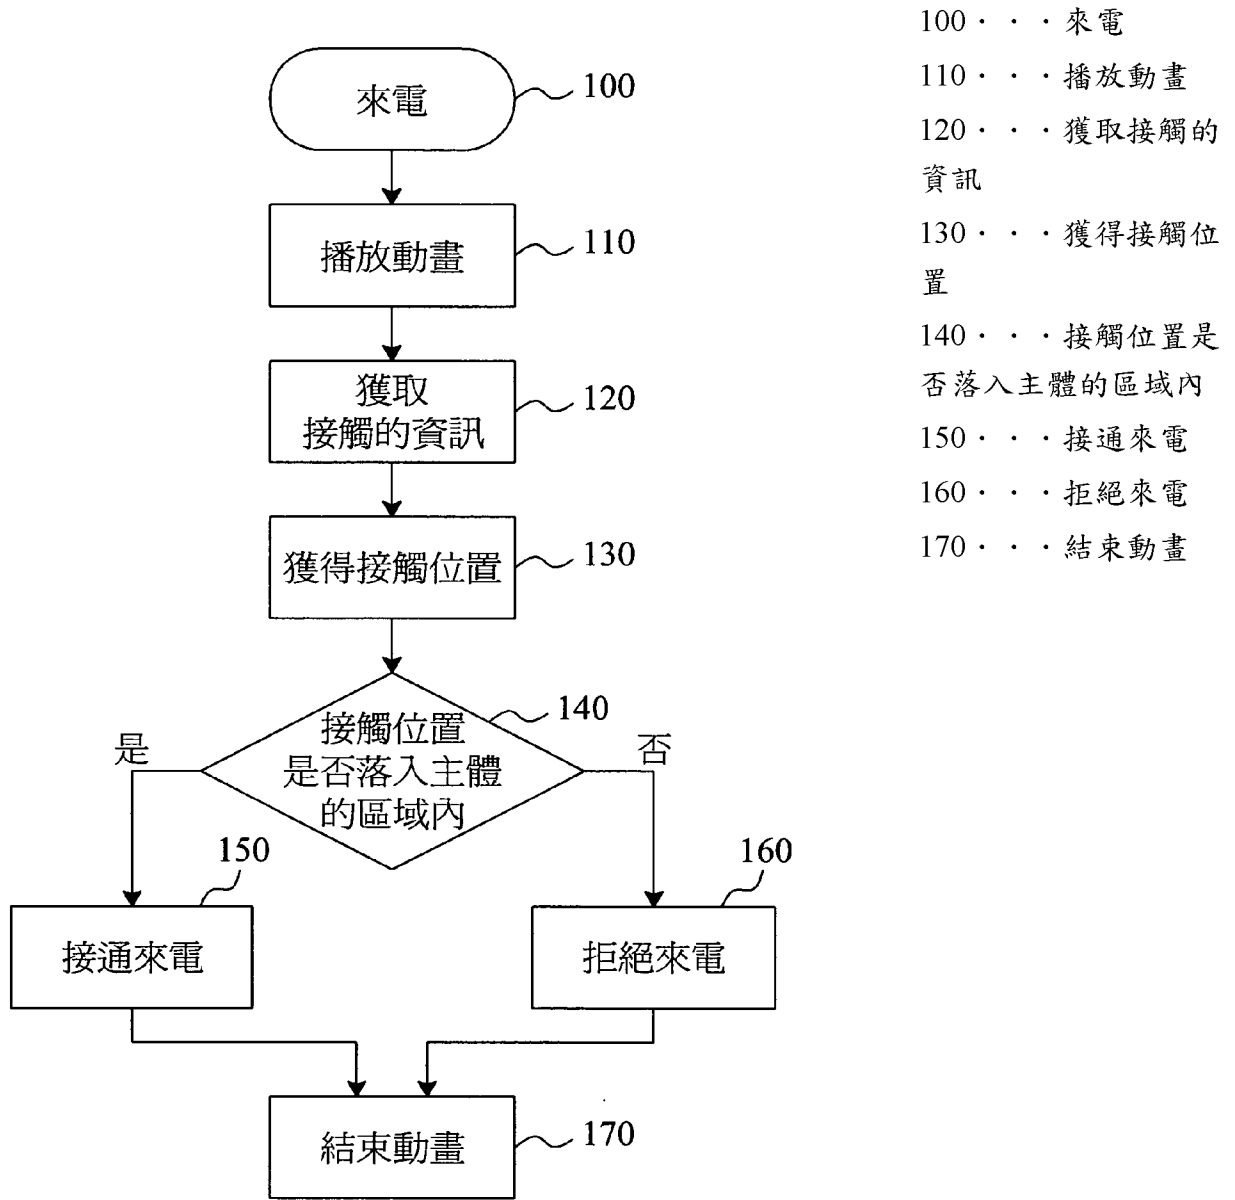 來電
100
播放動畫
110
獲取
接觸的資訊
120
獲得接觸位置
130
接觸位置
是否落入主體
的區域內
140
是
否
150
接通來電
160
拒絕來電
結束動畫
170
100···來電
110···播放動畫
120···獲取接觸的
資訊
130···獲得接觸位
置
140···接觸位置是
否落入主體的區域內
150···接通來電
160···拒絕來電
170···結束動畫